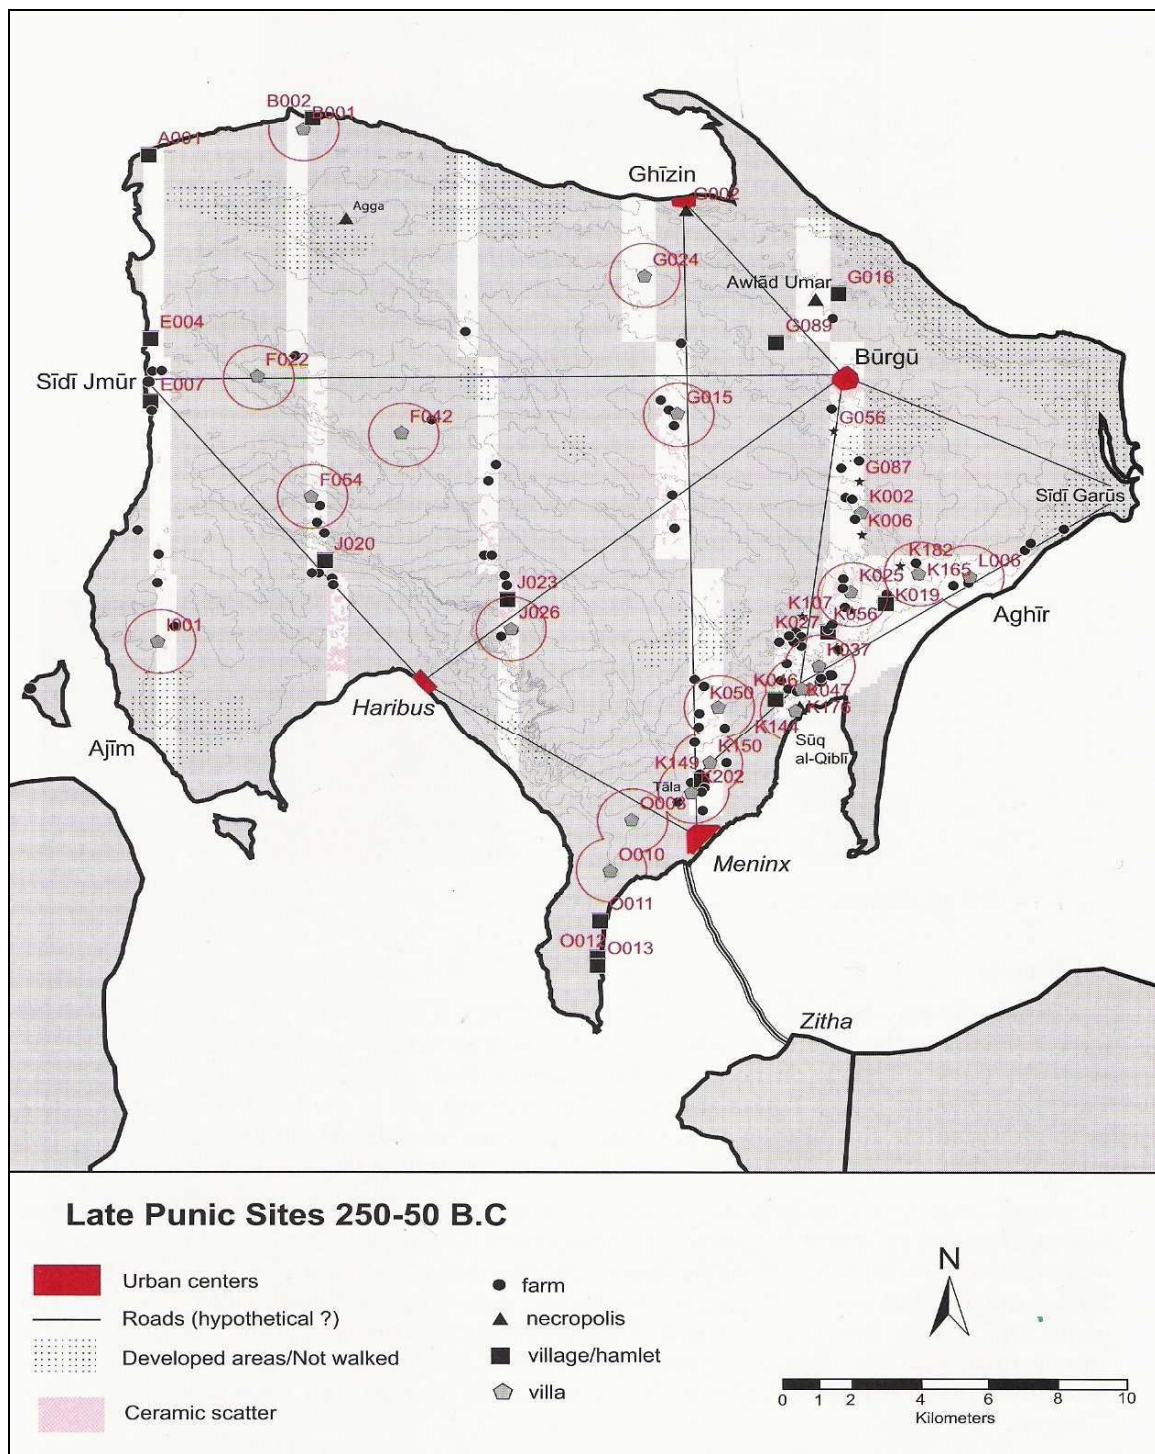 B002
B001
A001
Ghīzin
G002
Agga
G024
Awlād Umar
G016
G089
E004
F022
Būrgū
Sīdī Jmūr
E007
G015
G056
F042
G087
F054
K002
Sīdī Garūs
K006
J020
K182
L006
J023
K025
K165
K019
K107
J026
K056
Aghīr
I001
K027
K037
K047
K050
Haribus
K176
K144
Ajīm
K150
Sūq
al-Qiblī
K149
K202
Tāla
O003
O010
Meninx
O011
O012
O013
Zitha
Late Punic Sites 250-50 B.C
Urban centers
Roads (hypothetical ?)
Developed areas/Not walked
Ceramic scatter
farm
necropolis
village/hamlet
villa
N
0 1 2 4 6 8 10
Kilometers